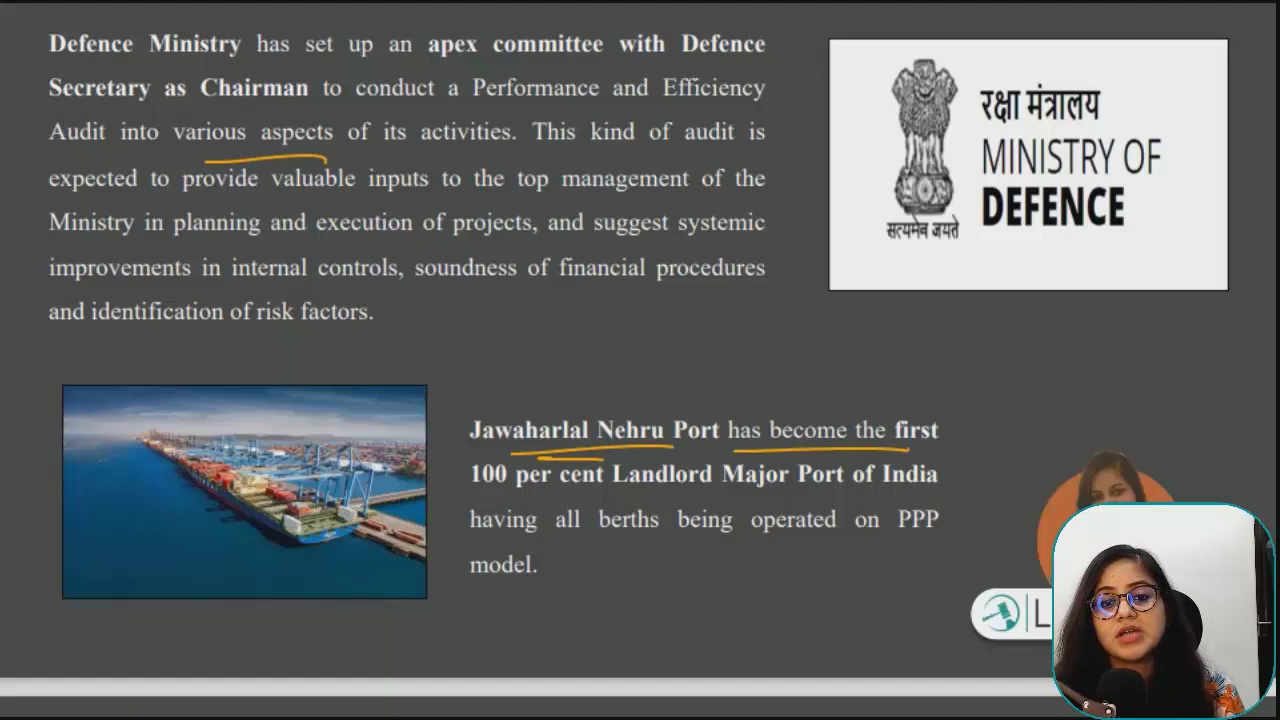 Defence Ministry has set up an apex committee with Defence
Secretary as Chairman to conduct a Performance and Efficiency
Audit into various aspects of its activities. This kind of audit is
expected to provide valuable inputs to the top management of the
Ministry in planning and execution of projects, and suggest systemic
improvements in internal controls, soundness of financial procedures
and identification of risk factors.
रक्षा मंत्रालय
MINISTRY OF
DEFENCE
सत्यमेव जयते
Jawaharlal Nehru Port has become the first
100 per cent Landlord Major Port of India
having all berths being operated on PPP
model.
L